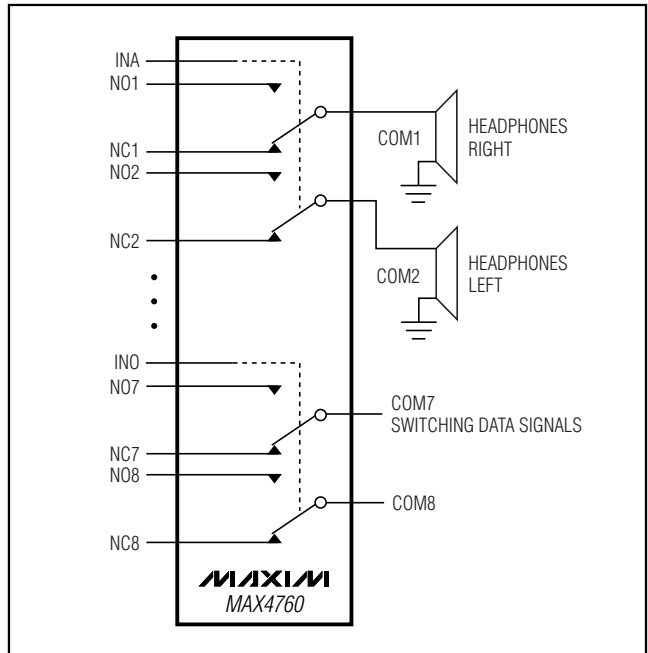 INA
NO1
COM1
HEADPHONES
RIGHT
NC1
NO2
NC2
COM2
HEADPHONES
LEFT
INO
NO7
COM7
SWITCHING DATA SIGNALS
NC7
NO8
COM8
NC8
MAXIM
MAX4760